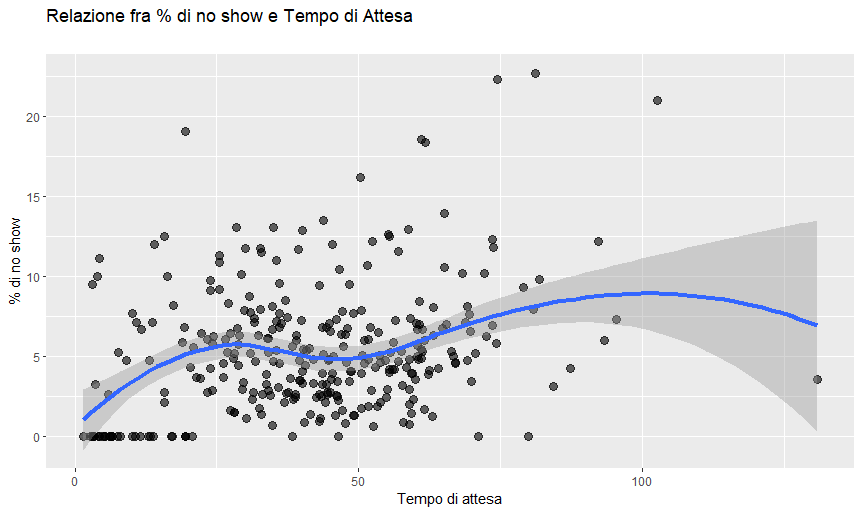 Relazione fra % di no show e Tempo di Attesa
% di no show
20
15
10
5
0
0
50
100
Tempo di attesa